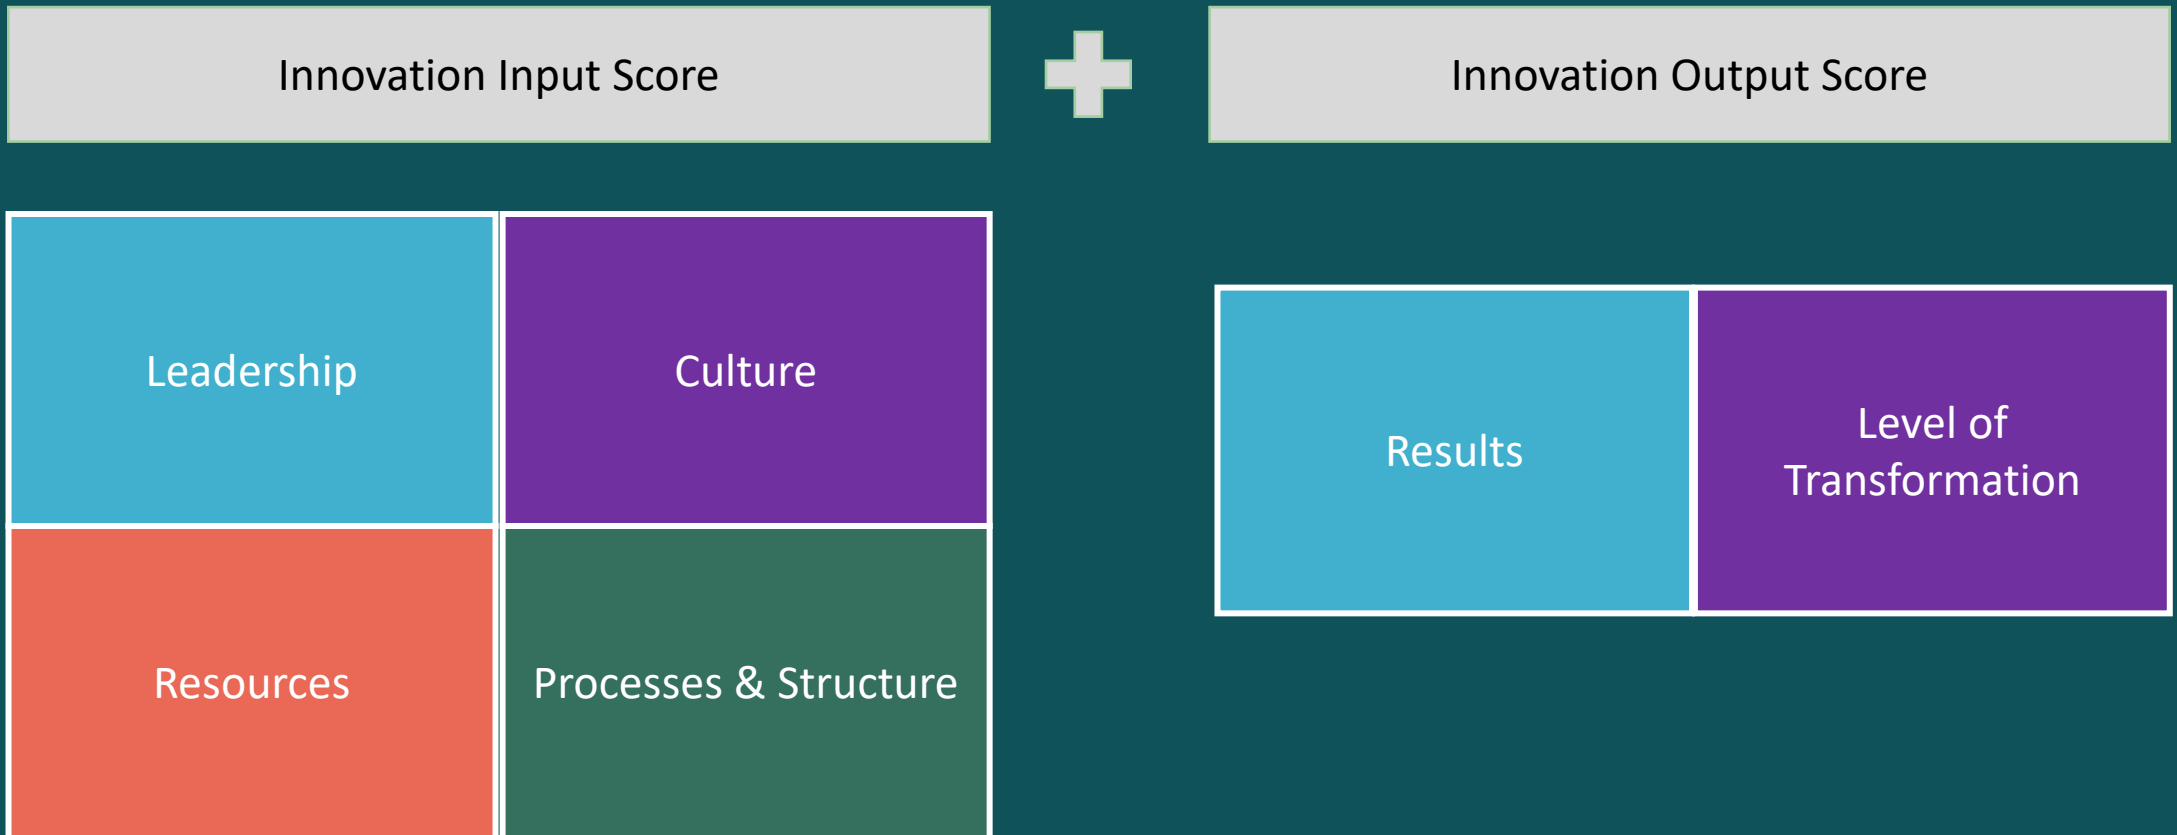 Innovation Input Score
Innovation Output Score
Leadership
Culture
Resources
Processes & Structure
Results
Level of
Transformation